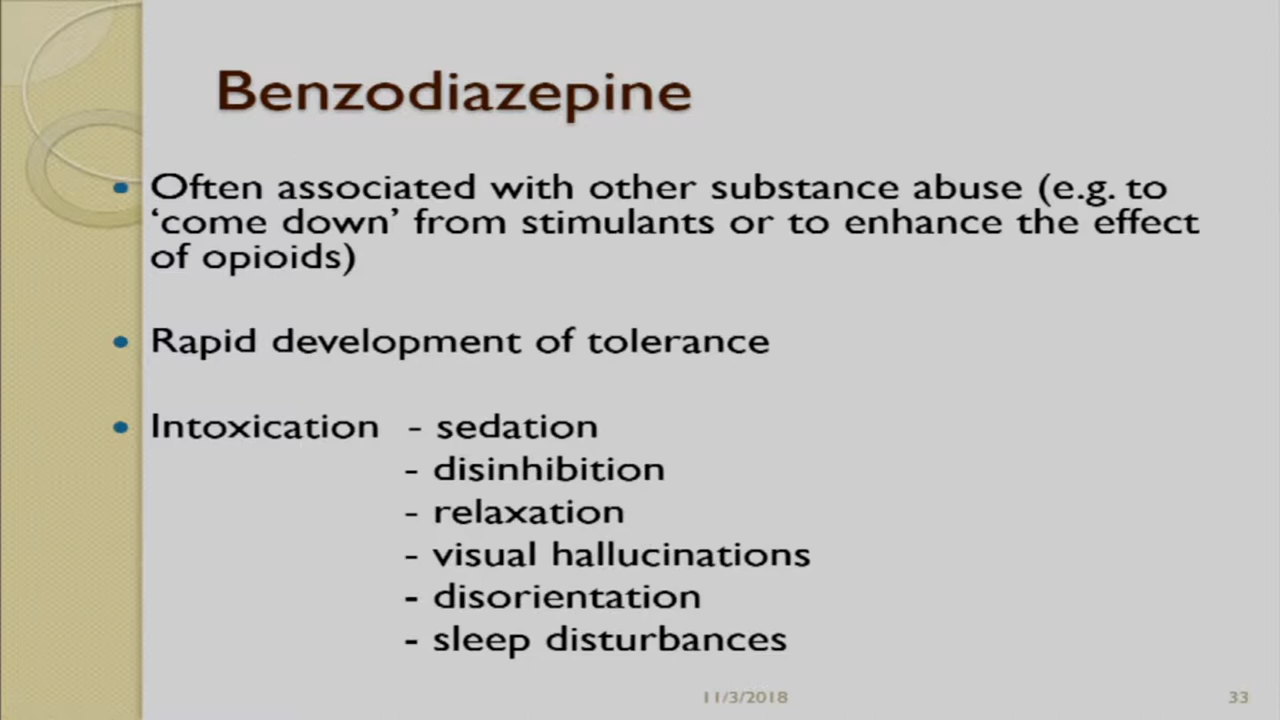 Benzodiazepine
• Often associated with other substance abuse (e.g. to
‘come down’ from stimulants or to enhance the effect
of opioids)
• Rapid development of tolerance
• Intoxication - sedation
- disinhibition
- relaxation
- visual hallucinations
- disorientation
- sleep disturbances
11/3/2018 33